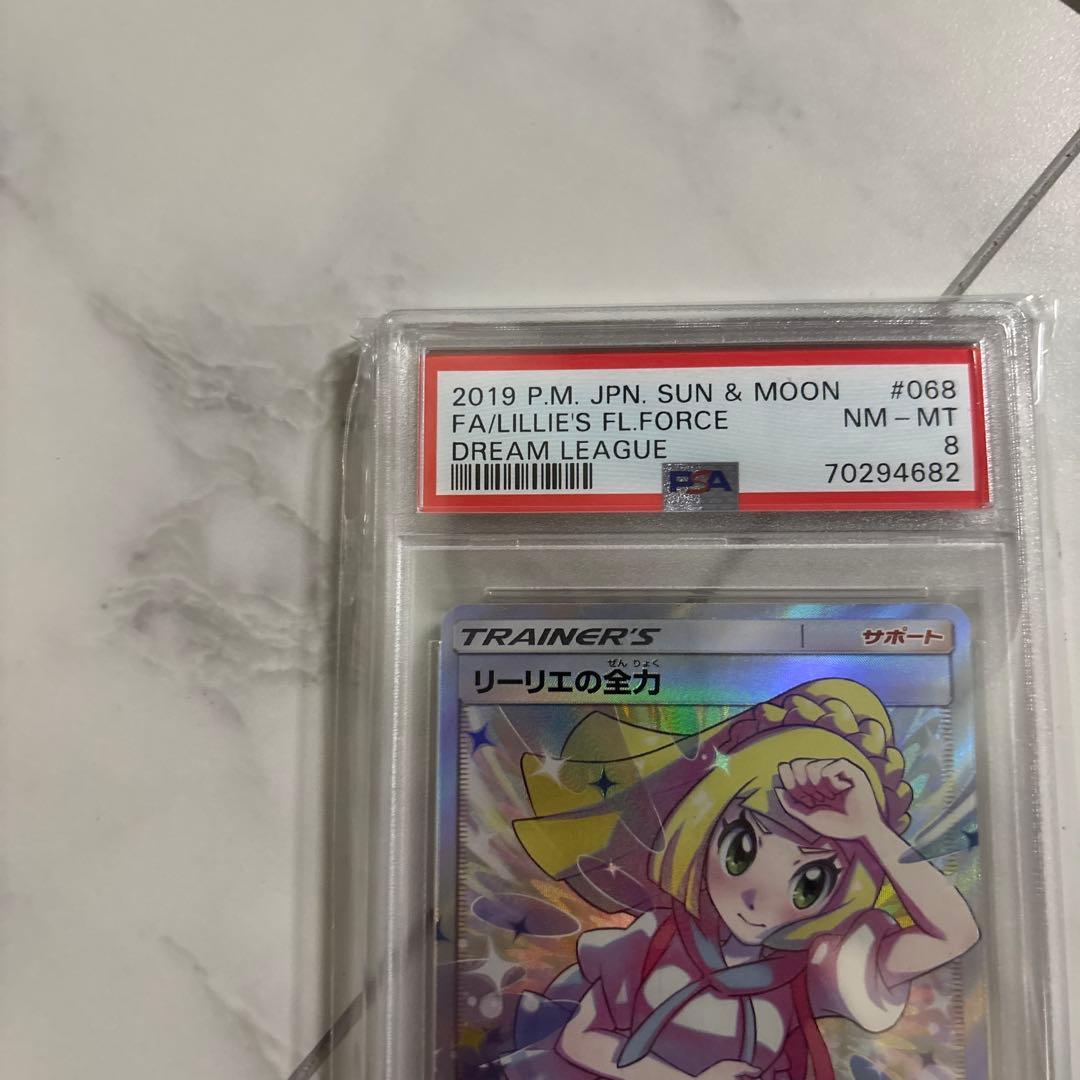 2019 P.M. JPN. SUN & MOON #068
FA/LILLIE'S FL.FORCE NM - MT
DREAM LEAGUE 8
PSA 70294682
TRAINER'S サポート
ぜん りょく
リーリエの全力